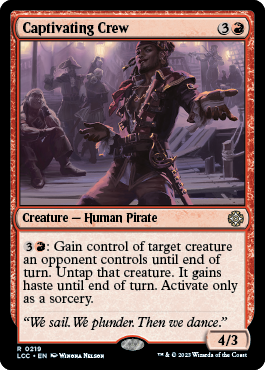 Captivating Crew 3
Creature — Human Pirate
3 : Gain control of target creature
an opponent controls until end of
turn. Untap that creature. It gains
haste until end of turn. Activate only
as a sorcery.
“We sail. We plunder. Then we dance.”
4/3
R 0219
LCC • EN Winona Nelson
™ & © 2023 Wizards of the Coast